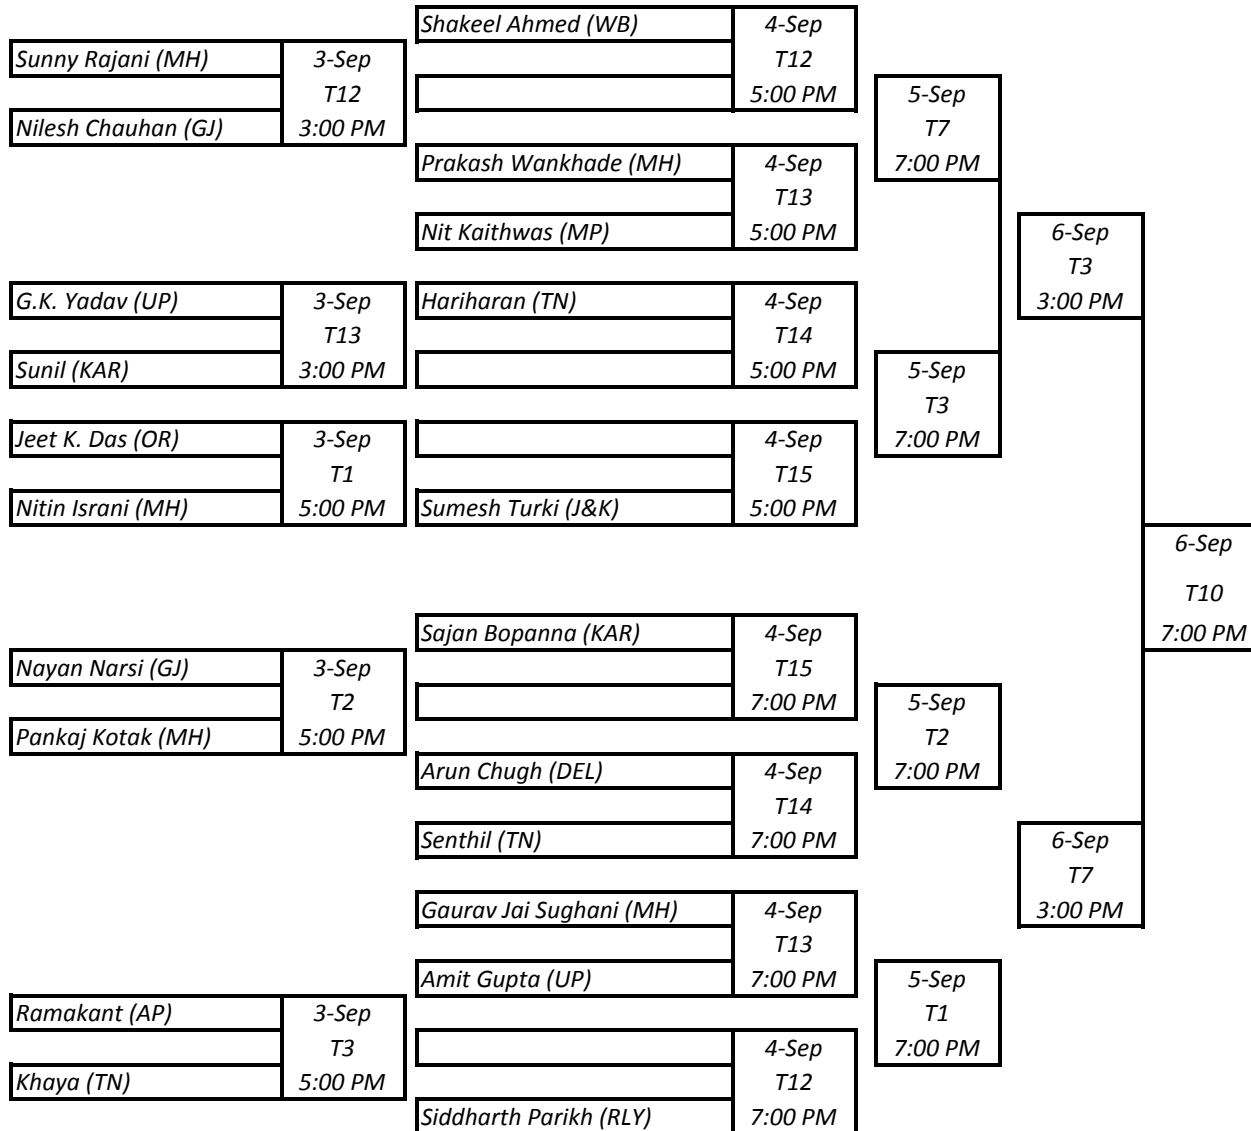 Shakeel Ahmed (WB) 4-Sep
Sunny Rajani (MH) 3-Sep T12
T12 5:00 PM 5-Sep
Nilesh Chauhan (GJ) 3:00 PM T7
Prakash Wankhade (MH) 4-Sep 7:00 PM
T13
Nit Kaithwas (MP) 5:00 PM 6-Sep
T3
G.K. Yadav (UP) 3-Sep Hariharan (TN) 4-Sep 3:00 PM
T13 T14
Sunil (KAR) 3:00 PM 5:00 PM 5-Sep
T3
Jeet K. Das (OR) 3-Sep 4-Sep 7:00 PM
T1 T15
Nitin Israni (MH) 5:00 PM Sumesh Turki (J&K) 5:00 PM
6-Sep
T10
Sajan Bopanna (KAR) 4-Sep 7:00 PM
Nayan Narsi (GJ) 3-Sep T15
T2 7:00 PM 5-Sep
Pankaj Kotak (MH) 5:00 PM T2
Arun Chugh (DEL) 4-Sep 7:00 PM
T14
Senthil (TN) 7:00 PM 6-Sep
T7
Gaurav Jai Sughani (MH) 4-Sep 3:00 PM
T13
Amit Gupta (UP) 7:00 PM 5-Sep
Ramakant (AP) 3-Sep T1
T3 4-Sep 7:00 PM
Khaya (TN) 5:00 PM T12
Siddharth Parikh (RLY) 7:00 PM